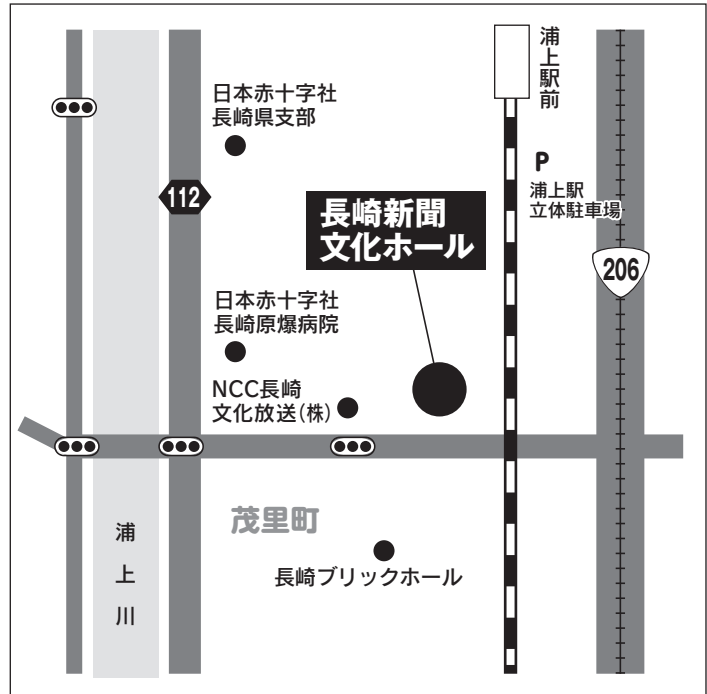 浦上駅前
日本赤十字社
長崎県支部
P
浦上駅
立体駐車場
112
長崎新聞
文化ホール
206
日本赤十字社
長崎原爆病院
NCC長崎
文化放送(株)
茂里町
浦上川
長崎ブリックホール